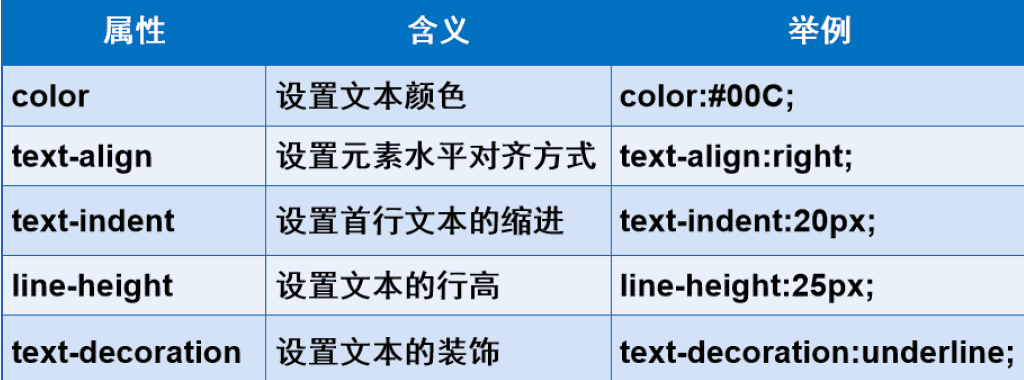 属性 含义 举例
color 设置文本颜色 color:#00C;
text-align 设置元素水平对齐方式 text-align:right;
text-indent 设置首行文本的缩进 text-indent:20px;
line-height 设置文本的行高 line-height:25px;
text-decoration 设置文本的装饰 text-decoration:underline;